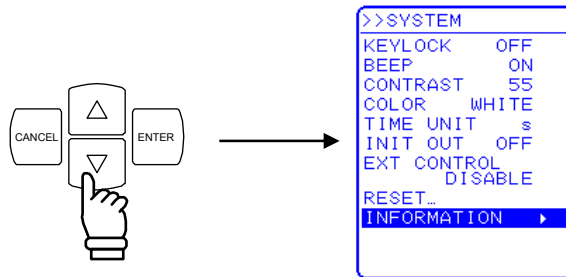 CANCEL
ENTER
>>SYSTEM
KEYLOCK OFF
BEEP ON
CONTRAST 55
COLOR WHITE
TIME UNIT s
INIT OUT OFF
EXT CONTROL
DISABLE
RESET…
INFORMATION